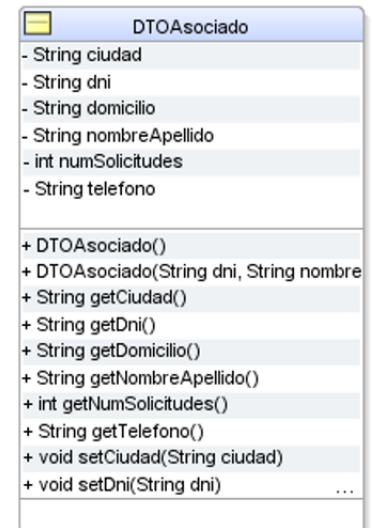 DTOAsociado
- String ciudad
- String dni
- String domicilio
- String nombreApellido
- int numSolicitudes
- String telefono
+ DTOAsociado()
+ DTOAsociado(String dni, String nombre
+ String getCiudad()
+ String getDni()
+ String getDomicilio()
+ String getNombreApellido()
+ int getNumSolicitudes()
+ String getTelefono()
+ void setCiudad(String ciudad)
+ void setDni(String dni) ...